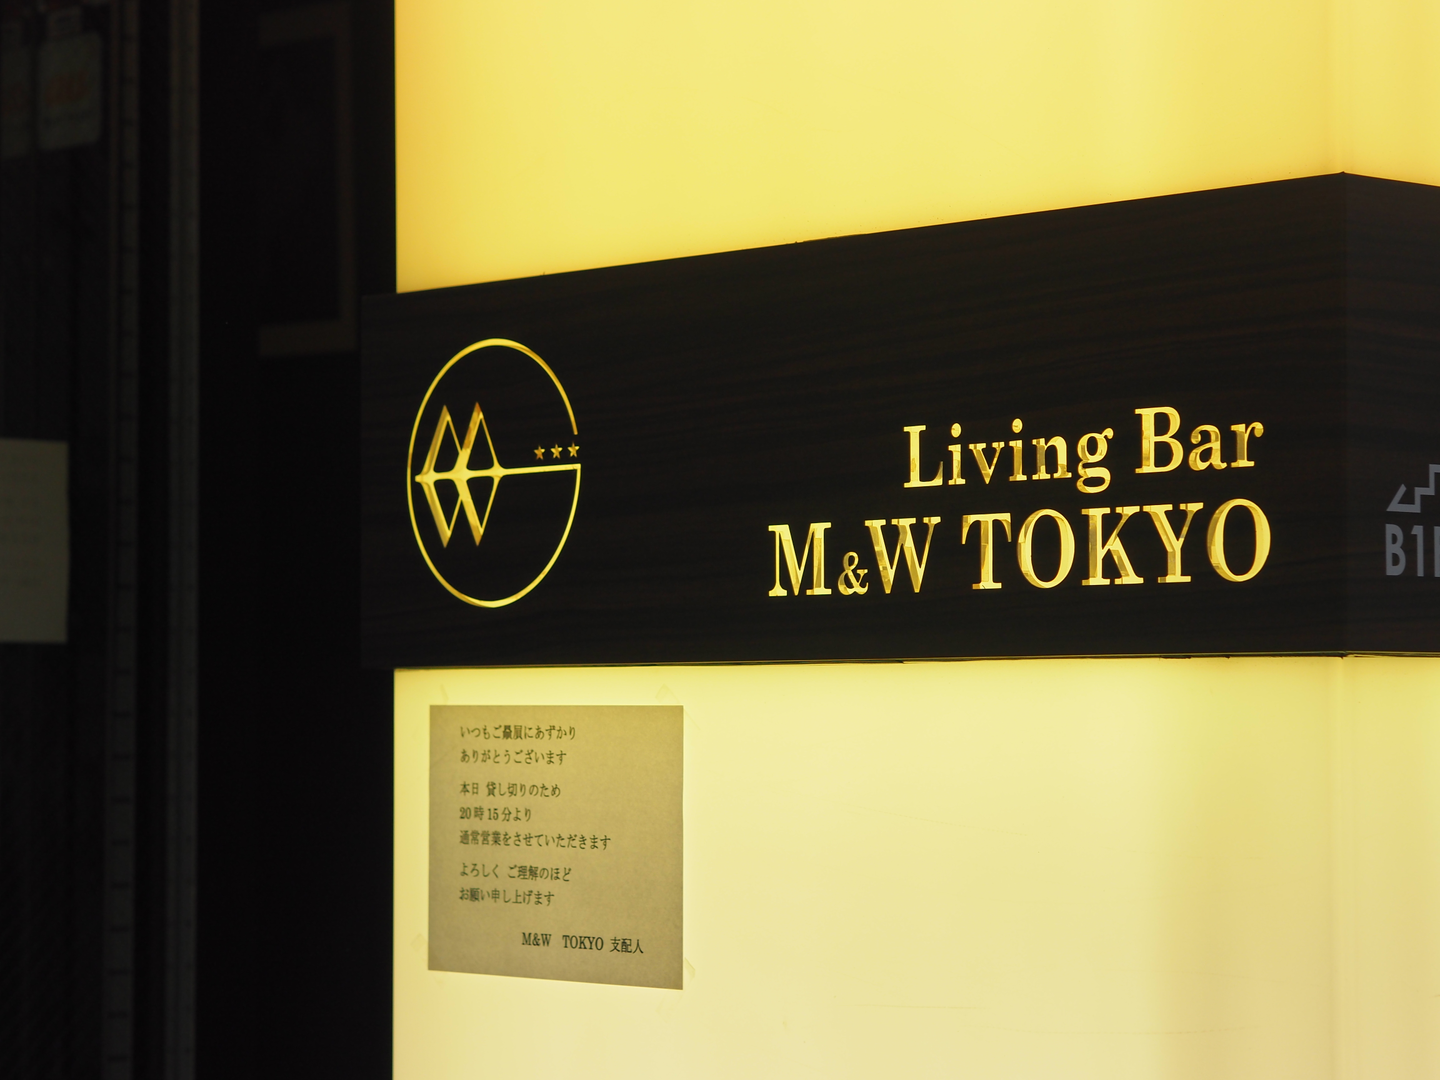 Living Bar
M&W TOKYO
いつもご贔屓にあずかり
ありがとうございます
本日 貸し切りのため
20時15分より
通常営業をさせていただきます
よろしく ご理解のほど
お願い申し上げます
M&W TOKYO 支配人